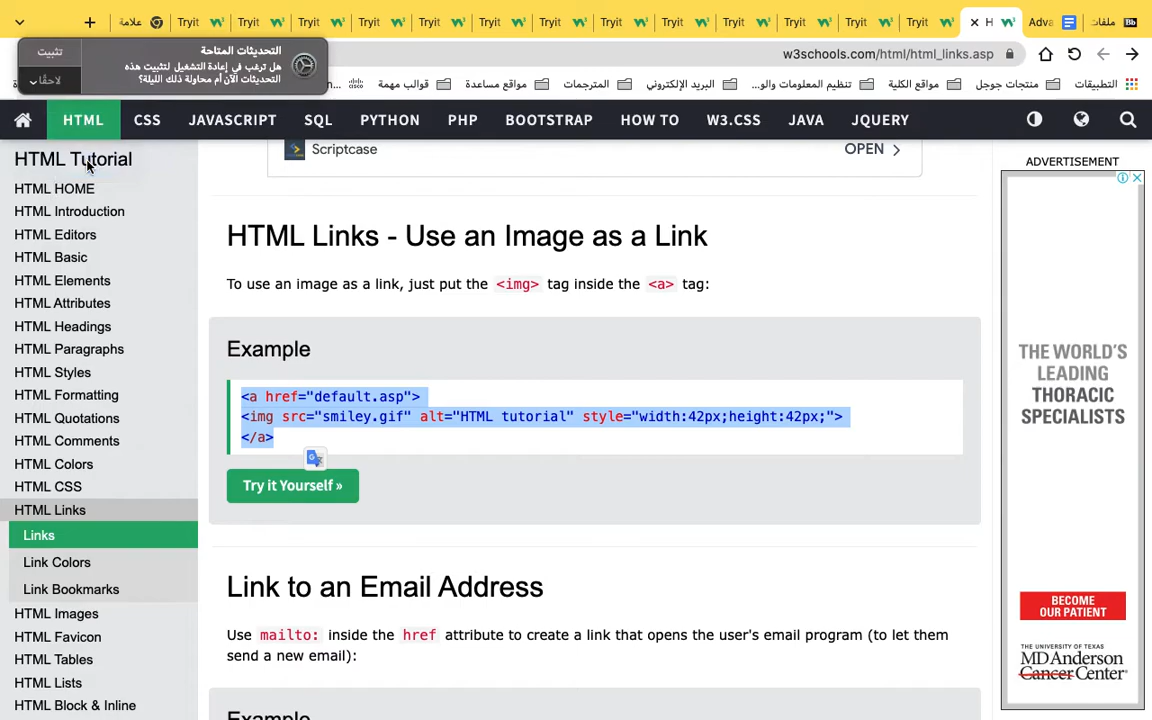 علامة
Tryit
Tryit
Tryit
Tryit
Tryit
Tryit
Tryit
Tryit
Tryit
Tryit
Tryit
Tryit
Tryit
H
Adva
ملفات
Bb
التحديثات المتاحة
هل ترغب في إعادة التشغيل لتثبيت هذه
التحديثات الآن أم محاولة ذلك الليلة؟
تثبيت
لاحقًا
w3schools.com/html/html_links.asp
التطبيقات
منتجات جوجل
مواقع الكلية
تنظيم المعلومات والو...
البريد الإلكتروني
المترجمات
مواقع مساعدة
قوالب مهمة
HTML
CSS
JAVASCRIPT
SQL
PYTHON
PHP
BOOTSTRAP
HOW TO
W3.CSS
JAVA
JQUERY
HTML Tutorial
HTML HOME
HTML Introduction
HTML Editors
HTML Basic
HTML Elements
HTML Attributes
HTML Headings
HTML Paragraphs
HTML Styles
HTML Formatting
HTML Quotations
HTML Comments
HTML Colors
HTML CSS
HTML Links
Links
Link Colors
Link Bookmarks
HTML Images
HTML Favicon
HTML Tables
HTML Lists
HTML Block & Inline
Scriptcase
OPEN
HTML Links - Use an Image as a Link
To use an image as a link, just put the <img> tag inside the <a> tag:
Example
<a href="default.asp">
<img src="smiley.gif" alt="HTML tutorial" style="width:42px;height:42px;">
</a>
Try it Yourself »
Link to an Email Address
Use mailto: inside the href attribute to create a link that opens the user's email program (to let them
send a new email):
Example
ADVERTISEMENT
THE WORLD'S
LEADING
THORACIC
SPECIALISTS
BECOME
OUR PATIENT
THE UNIVERSITY OF TEXAS
MD Anderson
Cancer Center